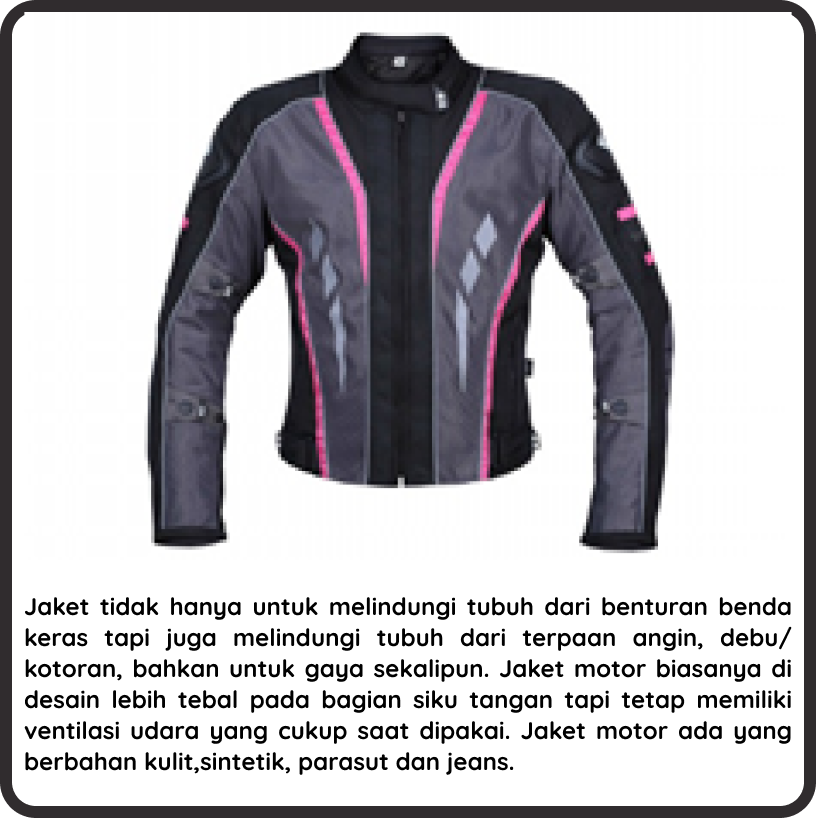 Jaket tidak hanya untuk melindungi tubuh dari benturan benda
keras tapi juga melindungi tubuh dari terpaan angin, debu/
kotoran, bahkan untuk gaya sekalipun. Jaket motor biasanya di
desain lebih tebal pada bagian siku tangan tapi tetap memiliki
ventilasi udara yang cukup saat dipakai. Jaket motor ada yang
berbahan kulit,sintetik, parasut dan jeans.